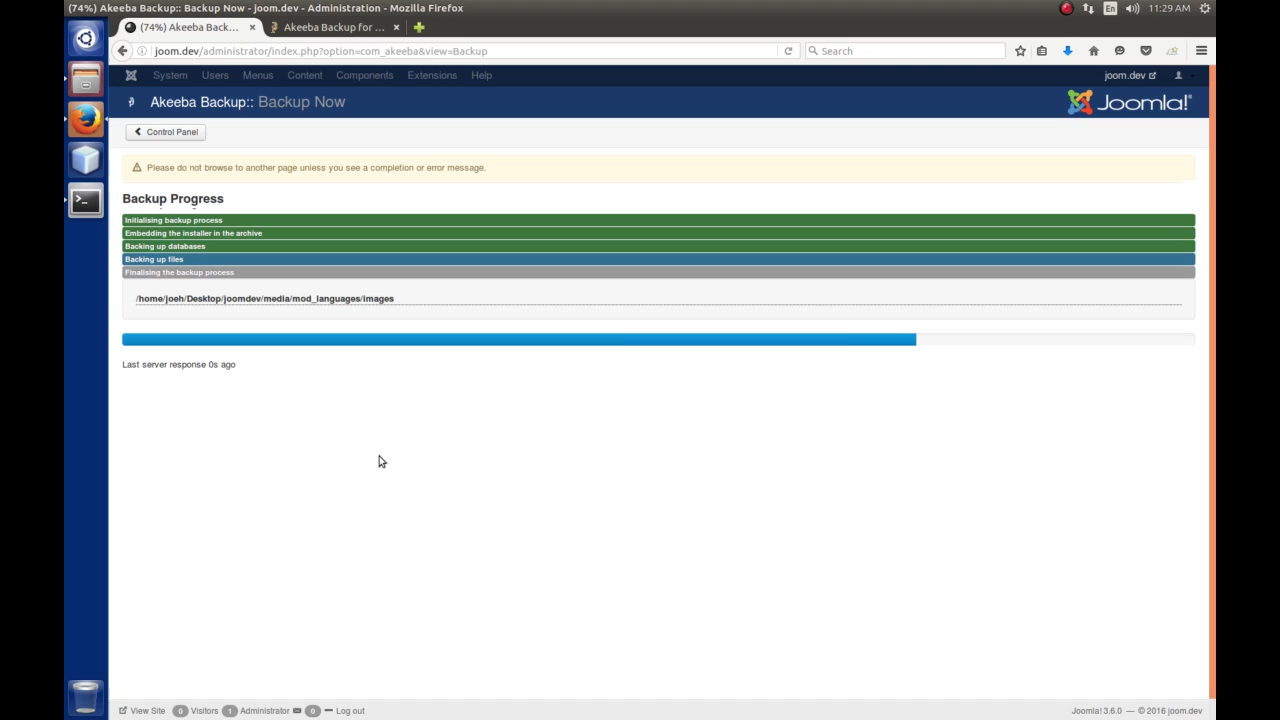 (74%) Akeeba Backup:: Backup Now - joom.dev - Administration - Mozilla Firefox
En
11:29 AM
(74%) Akeeba Back...
Akeeba Backup for ...
joom.dev/administrator/index.php?option=com_akeeba&view=Backup
Search
System Users Menus Content Components Extensions Help
joom.dev
Akeeba Backup:: Backup Now
Joomla!®
Control Panel
Please do not browse to another page unless you see a completion or error message.
Backup Progress
Initialising backup process
Embedding the installer in the archive
Backing up databases
Backing up files
Finalising the backup process
/home/joeh/Desktop/joomdev/media/mod_languages/images
Last server response 0s ago
View Site 0 Visitors 1 Administrator 0 Log out
Joomla! 3.6.0 — © 2016 joom.dev